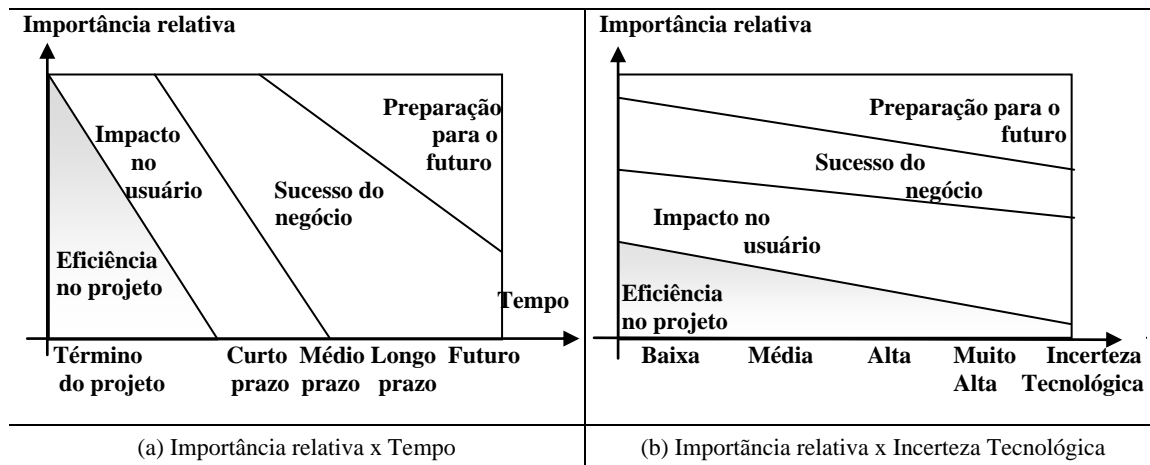 Importância relativa
Preparação
para o
futuro
Impacto
no
usuário
Sucesso do
negócio
Eficiência
no projeto
Tempo
Término
do projeto
Curto
prazo
Médio
prazo
Longo
prazo
Futuro
(a) Importância relativa x Tempo
Importância relativa
Preparação para o
futuro
Sucesso do
negócio
Impacto no
usuário
Eficiência
no projeto
Baixa
Média
Alta
Muito
Alta
Incerteza
Tecnológica
(b) Importãncia relativa x Incerteza Tecnológica